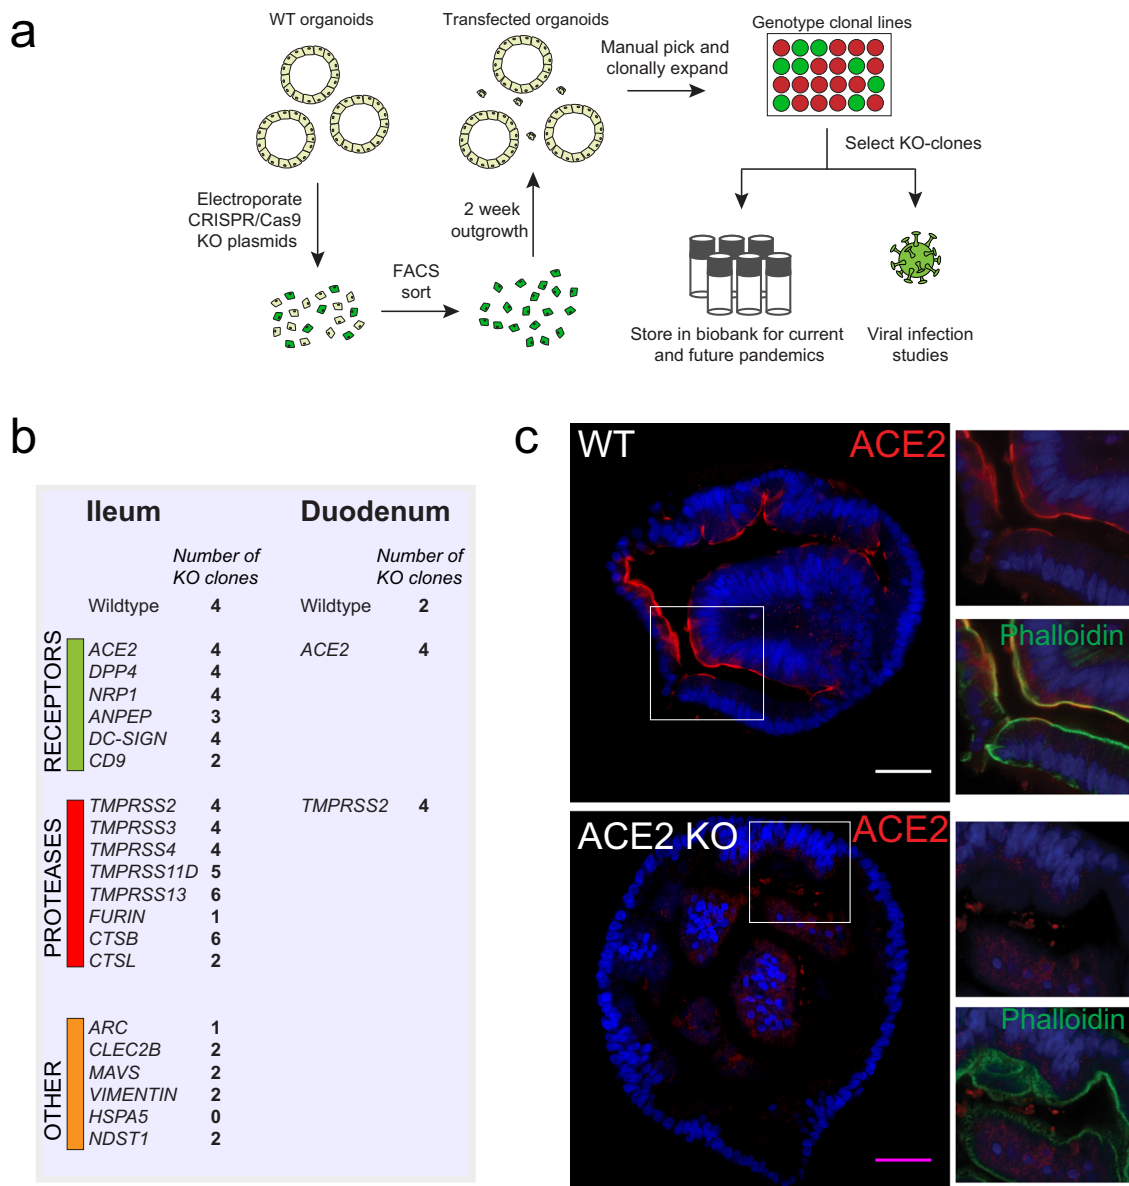 a
WT organoids
Transfected organoids
Manual pick and
clonally expand
Genotype clonal lines
Select KO-clones
Electroporate
CRISPR/Cas9
KO plasmids
2 week
outgrowth
FACS
sort
Store in biobank for current
and future pandemics
Viral infection
studies
b
Ileum
Duodenum
Number of
KO clones
Number of
KO clones
Wildtype 4
Wildtype 2
RECEPTORS
ACE2 4
ACE2 4
DPP4 4
NRP1 4
ANPEP 3
DC-SIGN 4
CD9 2
PROTEASES
TMPRSS2 4
TMPRSS2 4
TMPRSS3 4
TMPRSS4 4
TMPRSS11D 5
TMPRSS13 6
FURIN 1
CTSB 6
CTSL 2
OTHER
ARC 1
CLEC2B 2
MAVS 2
VIMENTIN 2
HSPA5 0
NDST1 2
c
WT
ACE2
Phalloidin
ACE2 KO
ACE2
Phalloidin